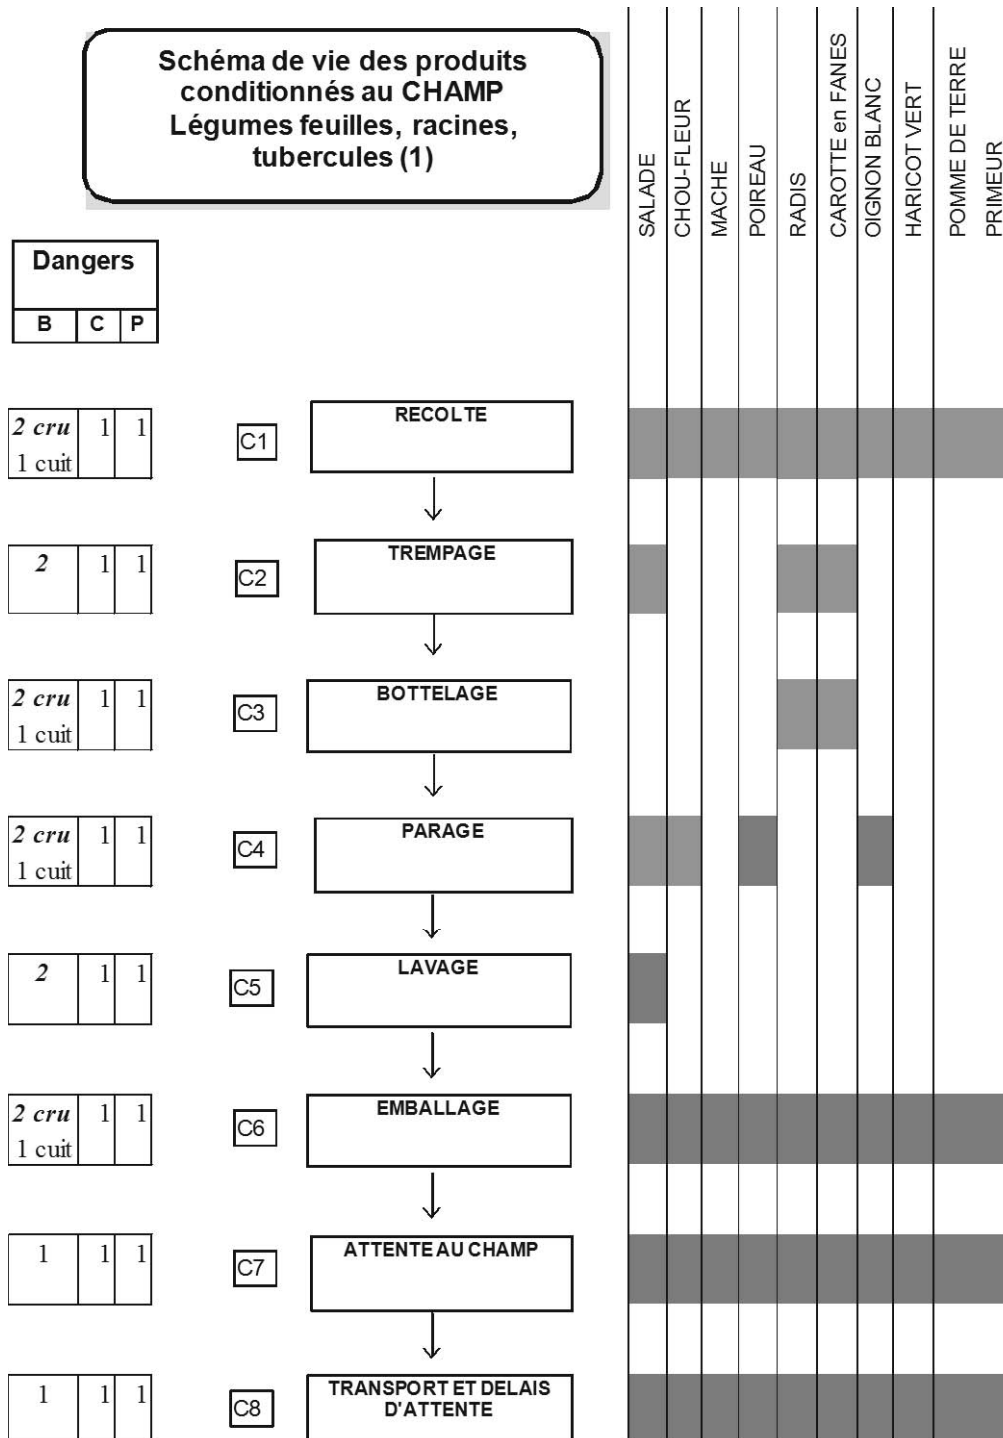 Schéma de vie des produits
conditionnés au CHAMP
Légumes feuilles, racines,
tubercules (1)
SALADE
CHOU-FLEUR
MACHE
POIREAU
RADIS
CAROTTE en FANES
OIGNON BLANC
HARICOT VERT
POMME DE TERRE
PRIMEUR
Dangers
B C P
2 cru 1 1
1 cuit
C1
RECOLTE
2 1 1
C2
TREMPAGE
2 cru 1 1
1 cuit
C3
BOTTELAGE
2 cru 1 1
1 cuit
C4
PARAGE
2 1 1
C5
LAVAGE
2 cru 1 1
1 cuit
C6
EMBALLAGE
1 1 1
C7
ATTENTE AU CHAMP
1 1 1
C8
TRANSPORT ET DELAIS
D'ATTENTE